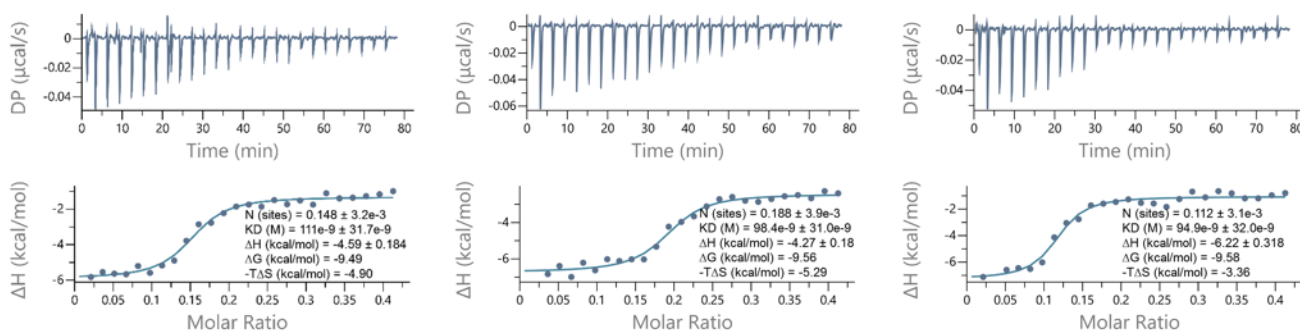 DP (μcal/s)
0
-0.02
-0.04
0 10 20 30 40 50 60 70 80
Time (min)
DP (μcal/s)
0
-0.02
-0.04
-0.06
0 10 20 30 40 50 60 70 80
Time (min)
DP (μcal/s)
0
-0.02
-0.04
0 10 20 30 40 50 60 70 80
Time (min)
ΔH (kcal/mol)
-2
-4
-6
N (sites) = 0.148 ± 3.2e-3
KD (M) = 111e-9 ± 31.7e-9
ΔH (kcal/mol) = -4.59 ± 0.184
ΔG (kcal/mol) = -9.49
-TΔS (kcal/mol) = -4.90
0 0.05 0.1 0.15 0.2 0.25 0.3 0.35 0.4
Molar Ratio
ΔH (kcal/mol)
-2
-4
-6
N (sites) = 0.188 ± 3.9e-3
KD (M) = 98.4e-9 ± 31.0e-9
ΔH (kcal/mol) = -4.27 ± 0.18
ΔG (kcal/mol) = -9.56
-TΔS (kcal/mol) = -5.29
0 0.05 0.1 0.15 0.2 0.25 0.3 0.35 0.4
Molar Ratio
ΔH (kcal/mol)
-2
-4
-6
N (sites) = 0.112 ± 3.1e-3
KD (M) = 94.9e-9 ± 32.0e-9
ΔH (kcal/mol) = -6.22 ± 0.318
ΔG (kcal/mol) = -9.58
-TΔS (kcal/mol) = -3.36
0 0.05 0.1 0.15 0.2 0.25 0.3 0.35 0.4
Molar Ratio